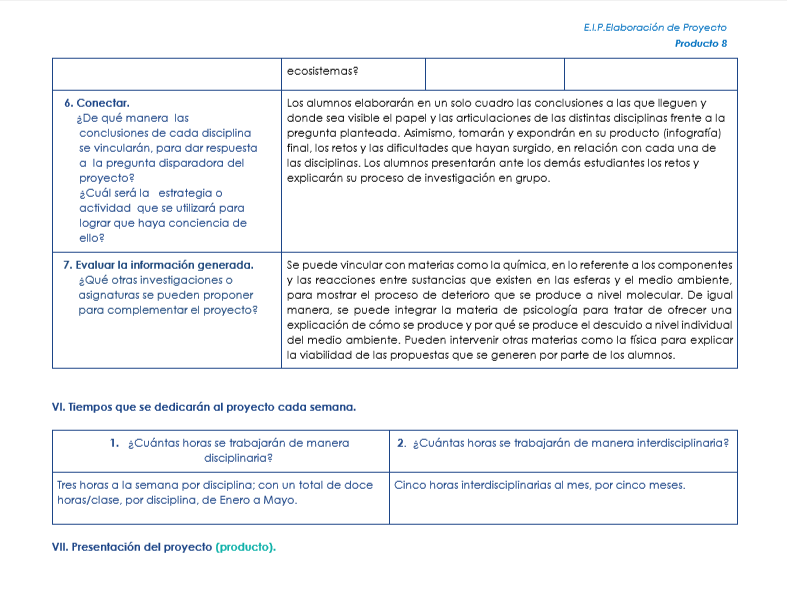 E.I.P.Elaboración de Proyecto
Producto 8
ecosistemas?
6. Conectar.
¿De qué manera las
conclusiones de cada disciplina
se vincularán, para dar respuesta
a la pregunta disparadora del
proyecto?
¿Cuál será la estrategia o
actividad que se utilizará para
lograr que haya conciencia de
ello?
Los alumnos elaborarán en un solo cuadro las conclusiones a las que lleguen y
donde sea visible el papel y las articulaciones de las distintas disciplinas frente a la
pregunta planteada. Asimismo, tomarán y expondrán en su producto (infografía)
final, los retos y las dificultades que hayan surgido, en relación con cada una de
las disciplinas. Los alumnos presentarán ante los demás estudiantes los retos y
explicarán su proceso de investigación en grupo.
7. Evaluar la información generada.
¿Qué otras investigaciones o
asignaturas se pueden proponer
para complementar el proyecto?
Se puede vincular con materias como la química, en lo referente a los componentes
y las reacciones entre sustancias que existen en las esferas y el medio ambiente,
para mostrar el proceso de deterioro que se produce a nivel molecular. De igual
manera, se puede integrar la materia de psicología para tratar de ofrecer una
explicación de cómo se produce y por qué se produce el descuido a nivel individual
del medio ambiente. Pueden intervenir otras materias como la física para explicar
la viabilidad de las propuestas que se generen por parte de los alumnos.
VI. Tiempos que se dedicarán al proyecto cada semana.
1. ¿Cuántas horas se trabajarán de manera
disciplinaria?
2. ¿Cuántas horas se trabajarán de manera interdisciplinaria?
Tres horas a la semana por disciplina; con un total de doce
horas/clase, por disciplina, de Enero a Mayo.
Cinco horas interdisciplinarias al mes, por cinco meses.
VII. Presentación del proyecto (producto).